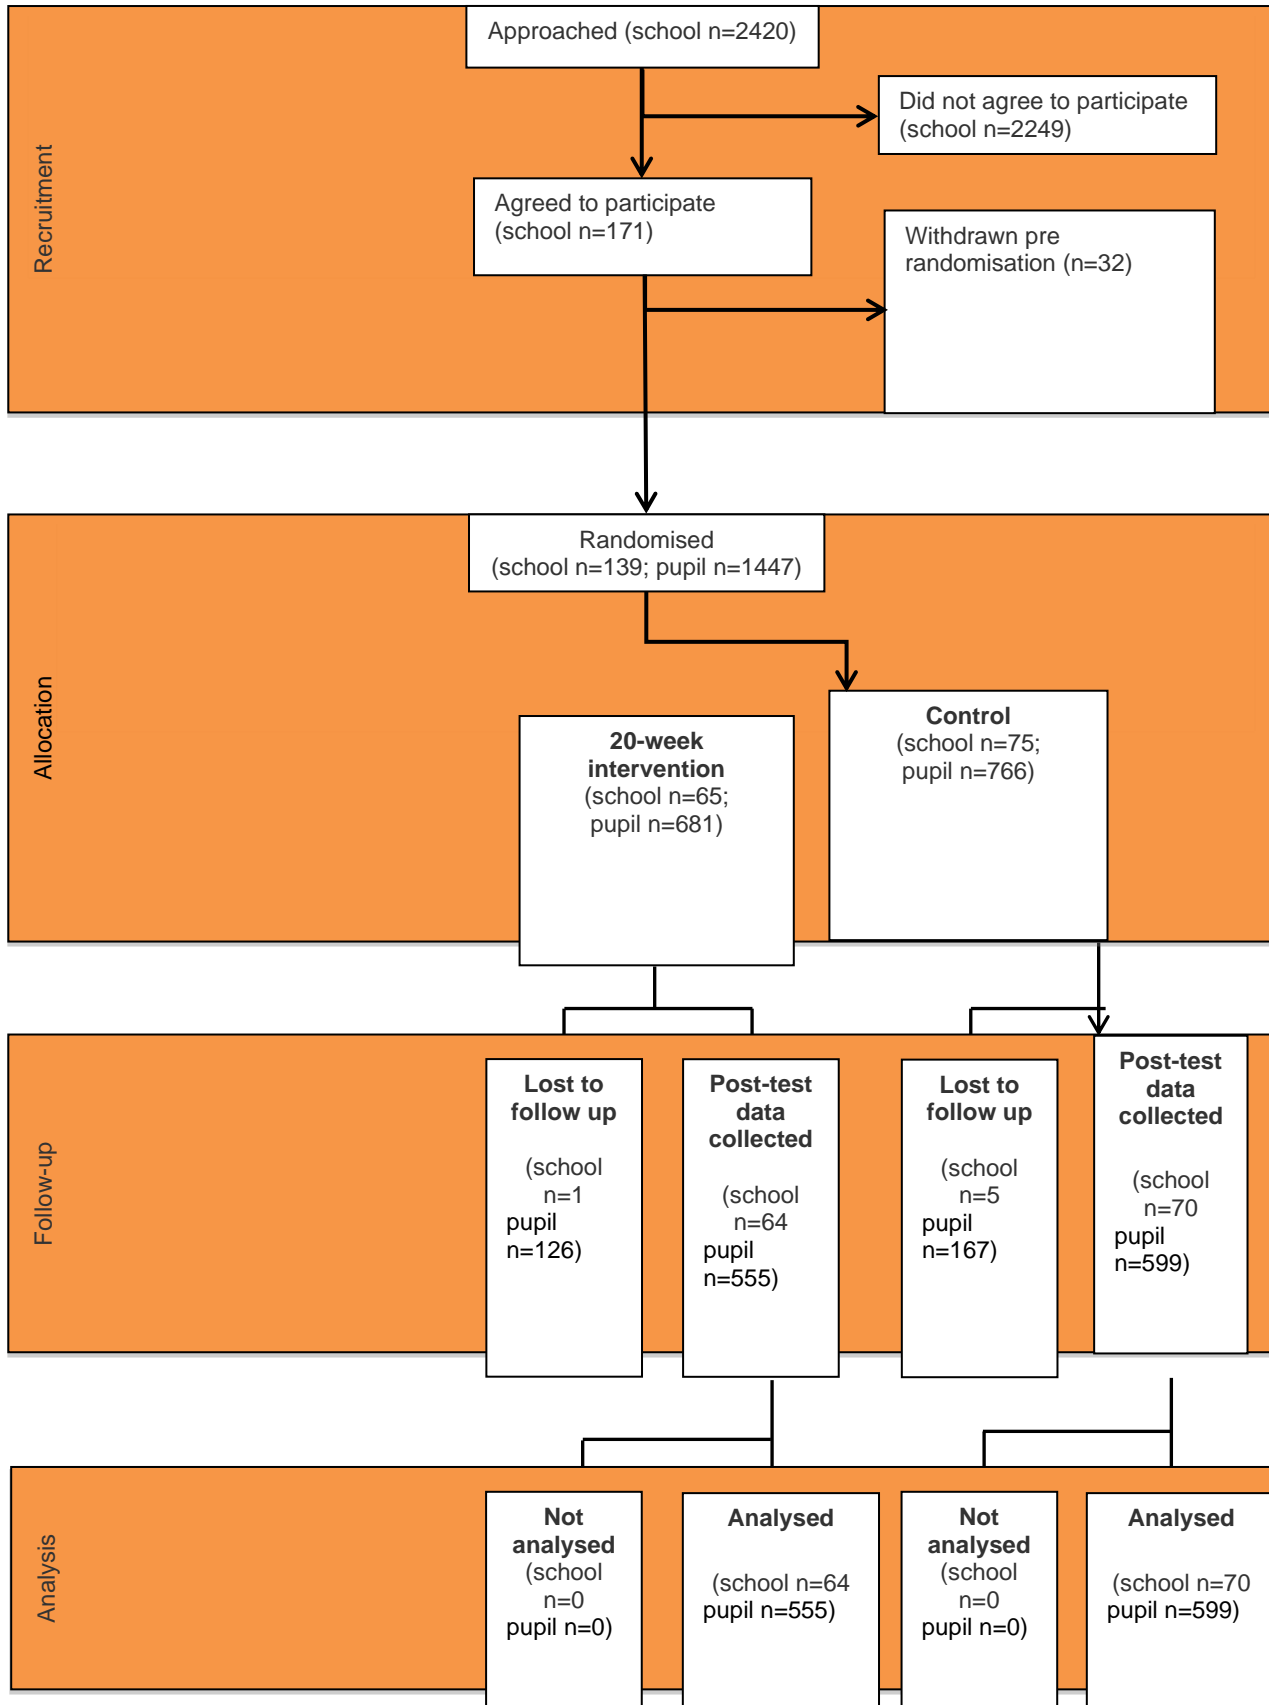 Recruitment
Approached (school n=2420)
Did not agree to participate
(school n=2249)
Agreed to participate
(school n=171)
Withdrawn pre
randomisation (n=32)
Allocation
Randomised
(school n=139; pupil n=1447)
20-week
intervention
(school n=65;
pupil n=681)
Control
(school n=75;
pupil n=766)
Follow-up
Lost to
follow up
(school
n=1
pupil
n=126)
Post-test
data
collected
(school
n=64
pupil
n=555)
Lost to
follow up
(school
n=5
pupil
n=167)
Post-test
data
collected
(school
n=70
pupil
n=599)
Analysis
Not
analysed
(school
n=0
pupil n=0)
Analysed
(school n=64
pupil n=555)
Not
analysed
(school
n=0
pupil n=0)
Analysed
(school n=70
pupil n=599)